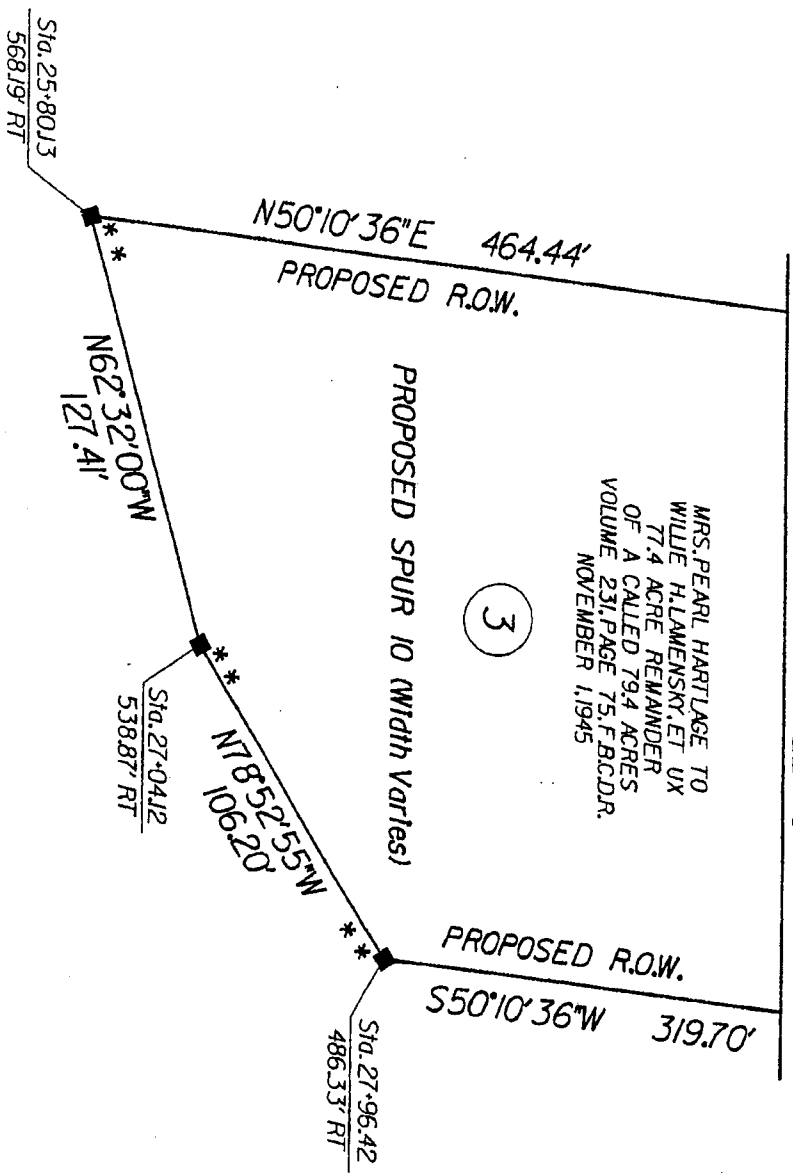 MRS. PEARL HARTLAGE TO
WILLIE H. LAMENSKY, ET UX
77.4 ACRE REMAINDER
OF A CALLED 79.4 ACRES
VOLUME 231, PAGE 75, F.B.C.D.R.
NOVEMBER 1, 1945
3
PROPOSED SPUR 10 (Width Varies)
N50°10'36"E 464.44'
PROPOSED R.O.W.
PROPOSED R.O.W.
S50°10'36"W 319.70'
Sta. 25+80.13
568.19' RT
**
N62°32'00"W
127.41'
**
Sta. 27+04.12
538.87' RT
N78°52'55"W
106.20'
**
Sta. 27+96.42
486.33' RT